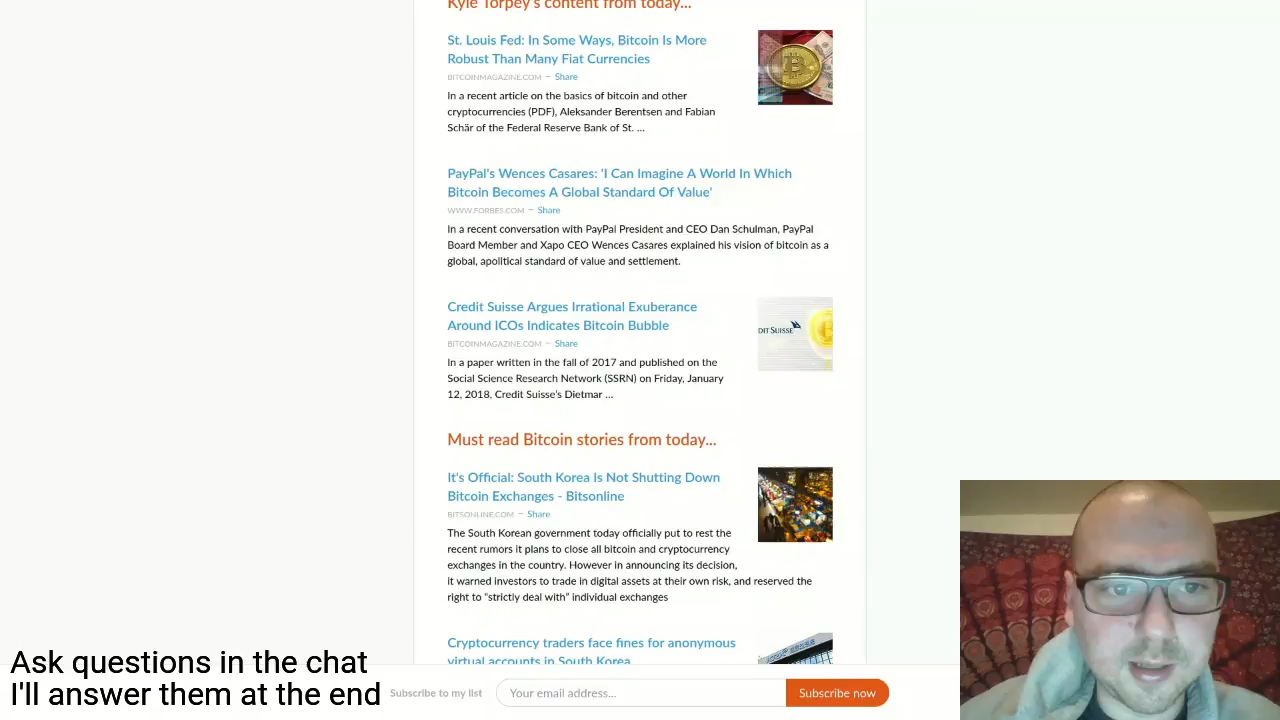 Kyle Torpey's content from today...
St. Louis Fed: In Some Ways, Bitcoin Is More
Robust Than Many Fiat Currencies
BITCOINMAGAZINE.COM – Share
In a recent article on the basics of bitcoin and other
cryptocurrencies (PDF), Aleksander Berentsen and Fabian
Schär of the Federal Reserve Bank of St. ...
PayPal's Wences Casares: 'I Can Imagine A World In Which
Bitcoin Becomes A Global Standard Of Value'
WWW.FORBES.COM – Share
In a recent conversation with PayPal President and CEO Dan Schulman, PayPal
Board Member and Xapo CEO Wences Casares explained his vision of bitcoin as a
global, apolitical standard of value and settlement.
Credit Suisse Argues Irrational Exuberance
Around ICOs Indicates Bitcoin Bubble
DIT SUISSE
BITCOINMAGAZINE.COM – Share
In a paper written in the fall of 2017 and published on the
Social Science Research Network (SSRN) on Friday, January
12, 2018, Credit Suisse's Dietmar ...
Must read Bitcoin stories from today...
It's Official: South Korea Is Not Shutting Down
Bitcoin Exchanges - Bitsonline
BITSONLINE.COM – Share
The South Korean government today officially put to rest the
recent rumors it plans to close all bitcoin and cryptocurrency
exchanges in the country. However in announcing its decision,
it warned investors to trade in digital assets at their own risk, and reserved the
right to "strictly deal with" individual exchanges
Cryptocurrency traders face fines for anonymous
virtual accounts in South Korea
Ask questions in the chat
I'll answer them at the end
Subscribe to my list
Your email address...
Subscribe now